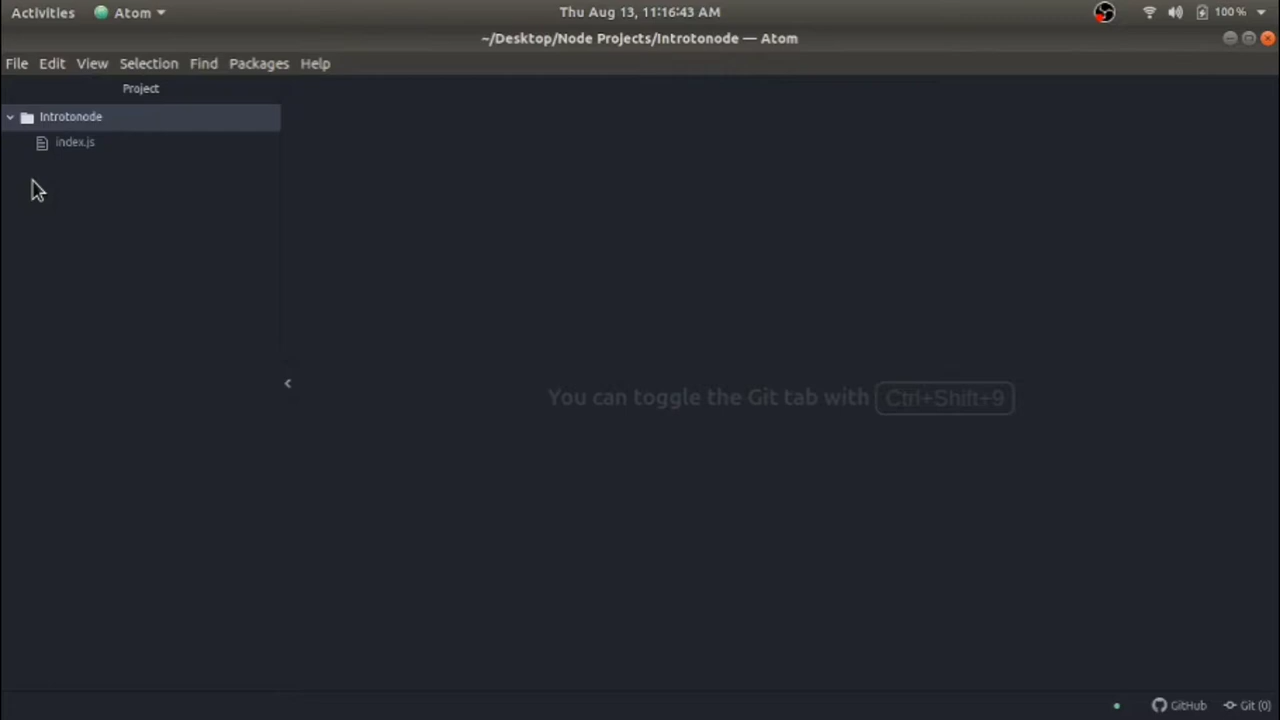 Activities Atom Thu Aug 13, 11:16:43 AM 100 %
~/Desktop/Node Projects/Introtonode — Atom
File Edit View Selection Find Packages Help
Project
Introtonode
index.js
You can toggle the Git tab with Ctrl+Shift+9
GitHub Git (0)